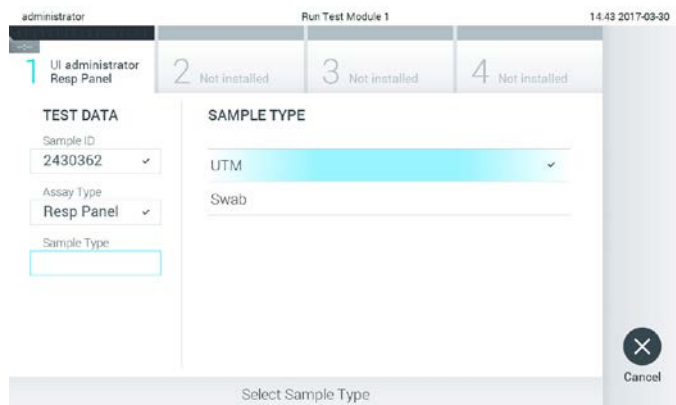 administrator Run Test Module 1 14:43 2017-03-30
1 UI administrator Resp Panel
2 Not installed
3 Not installed
4 Not installed
TEST DATA
Sample ID
2430362
Assay Type
Resp Panel
Sample Type
SAMPLE TYPE
UTM
Swab
Cancel
Select Sample Type